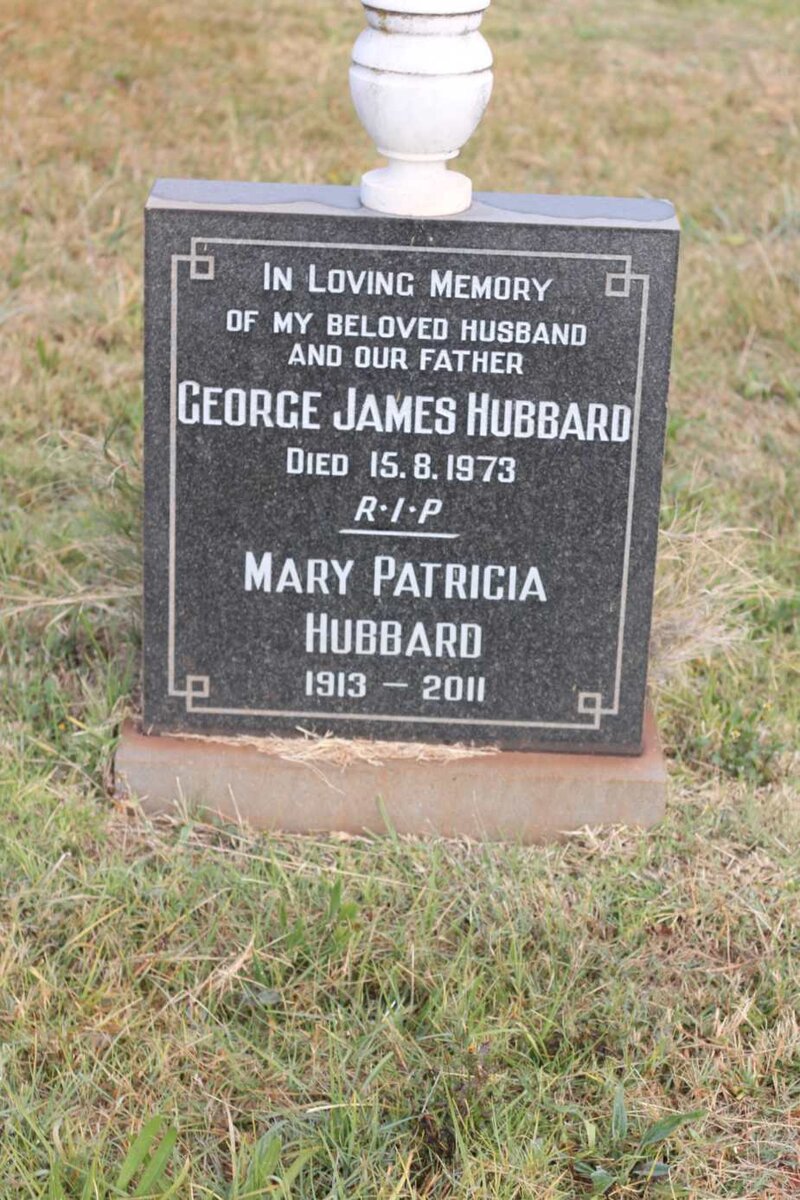 In Loving Memory
OF MY BELOVED HUSBAND
AND OUR FATHER
George James Hubbard
Died 15.8.1973
R·I·P
Mary Patricia
Hubbard
1913 – 2011